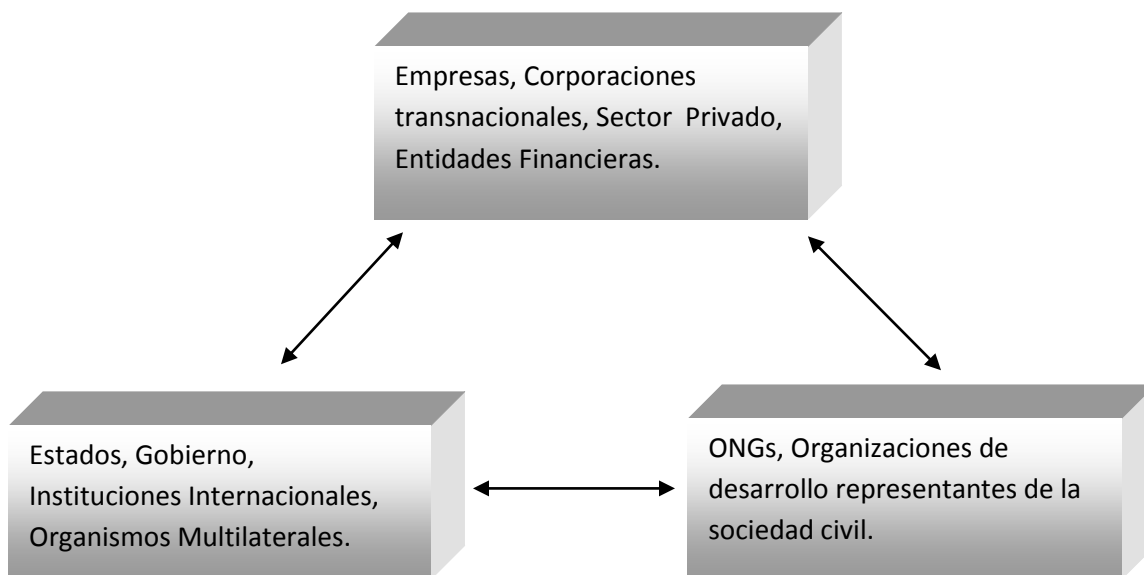 Empresas, Corporaciones
transnacionales, Sector  Privado,
Entidades Financieras.
Estados, Gobierno,
Instituciones Internacionales,
Organismos Multilaterales.
ONGs, Organizaciones de
desarrollo representantes de la
sociedad civil.